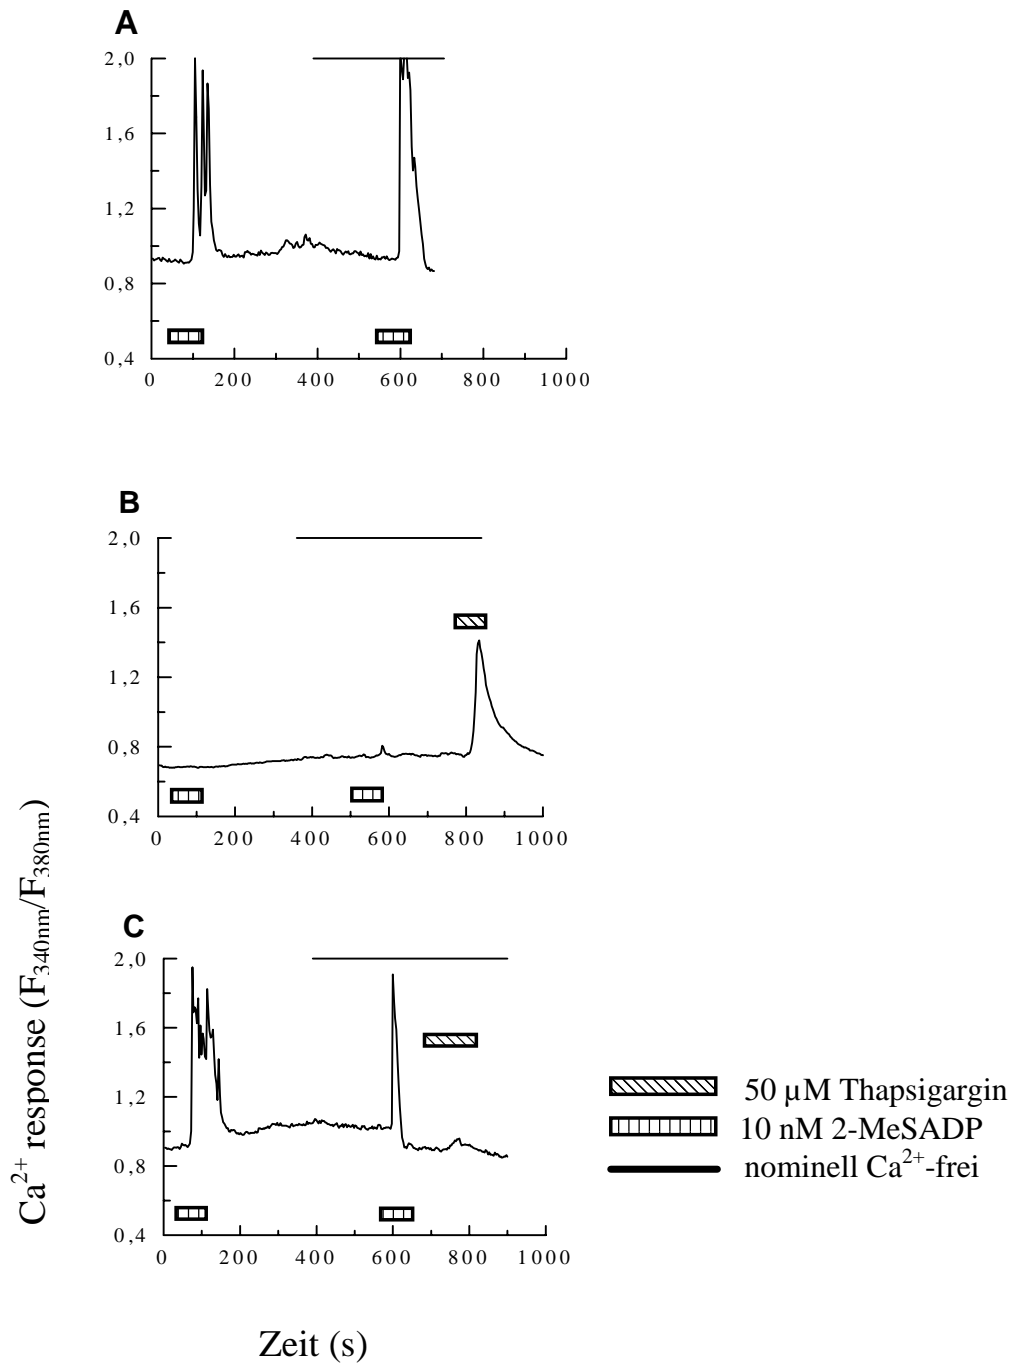 A
2,0
1,6
1,2
0,8
0,4
0 200 400 600 800 1000
B
2,0
1,6
1,2
0,8
0,4
0 200 400 600 800 1000
C
2,0
1,6
1,2
0,8
0,4
0 200 400 600 800 1000
Ca²⁺ response (F340nm/F380nm)
Zeit (s)
50 µM Thapsigargin
10 nM 2-MeSADP
nominell Ca²⁺-frei